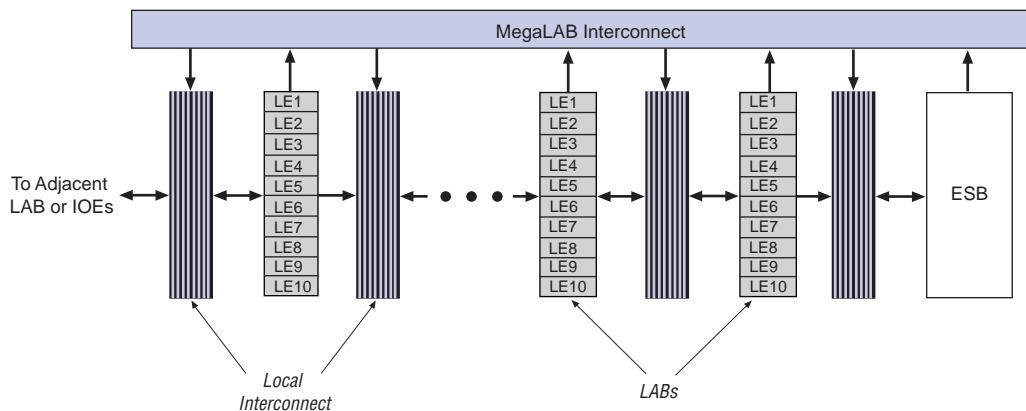 MegaLAB Interconnect
LE1
LE2
LE3
LE4
LE5
LE6
LE7
LE8
LE9
LE10
LE1
LE2
LE3
LE4
LE5
LE6
LE7
LE8
LE9
LE10
LE1
LE2
LE3
LE4
LE5
LE6
LE7
LE8
LE9
LE10
To Adjacent
LAB or IOEs
ESB
Local
Interconnect
LABs